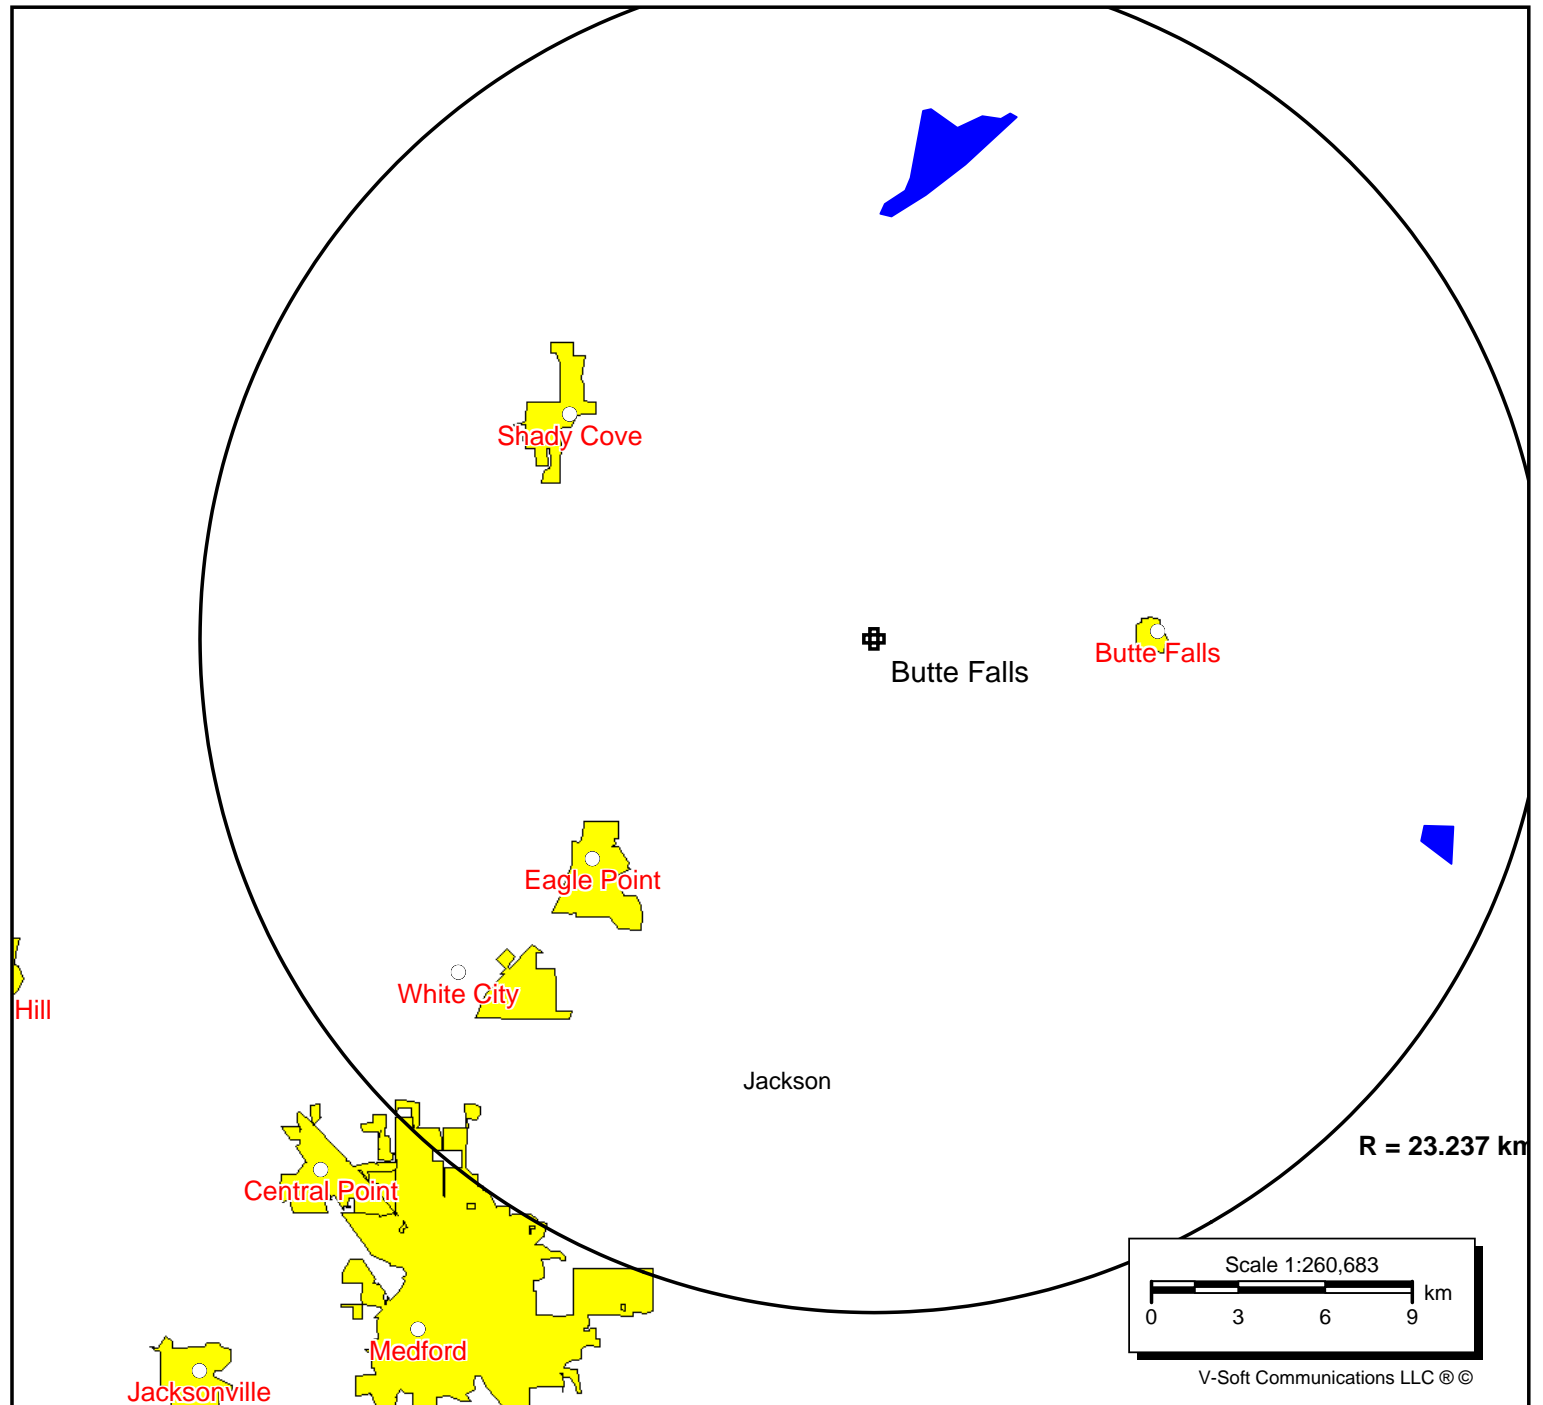 Shady Cove
Butte Falls
Butte Falls
Eagle Point
White City
Hill
Jackson
R = 23.237 km
Central Point
Scale 1:260,683
km
0 3 6 9
Medford
V-Soft Communications LLC ® ©
Jacksonville